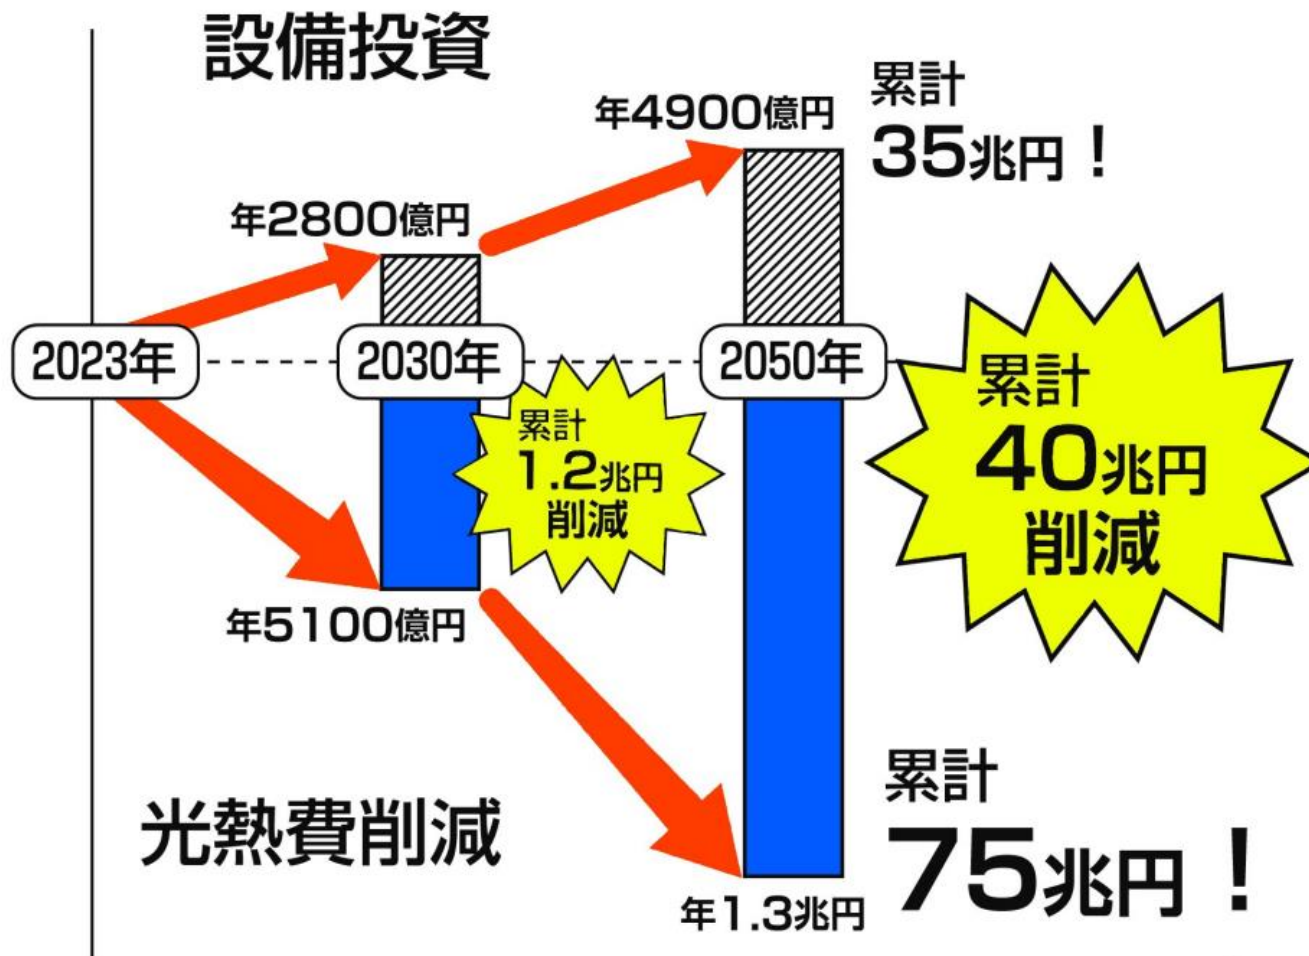 設備投資
年4900億円
累計
35兆円！
年2800億円
2023年
2030年
2050年
累計
1.2兆円
削減
累計
40兆円
削減
年5100億円
光熱費削減
累計
75兆円！
年1.3兆円